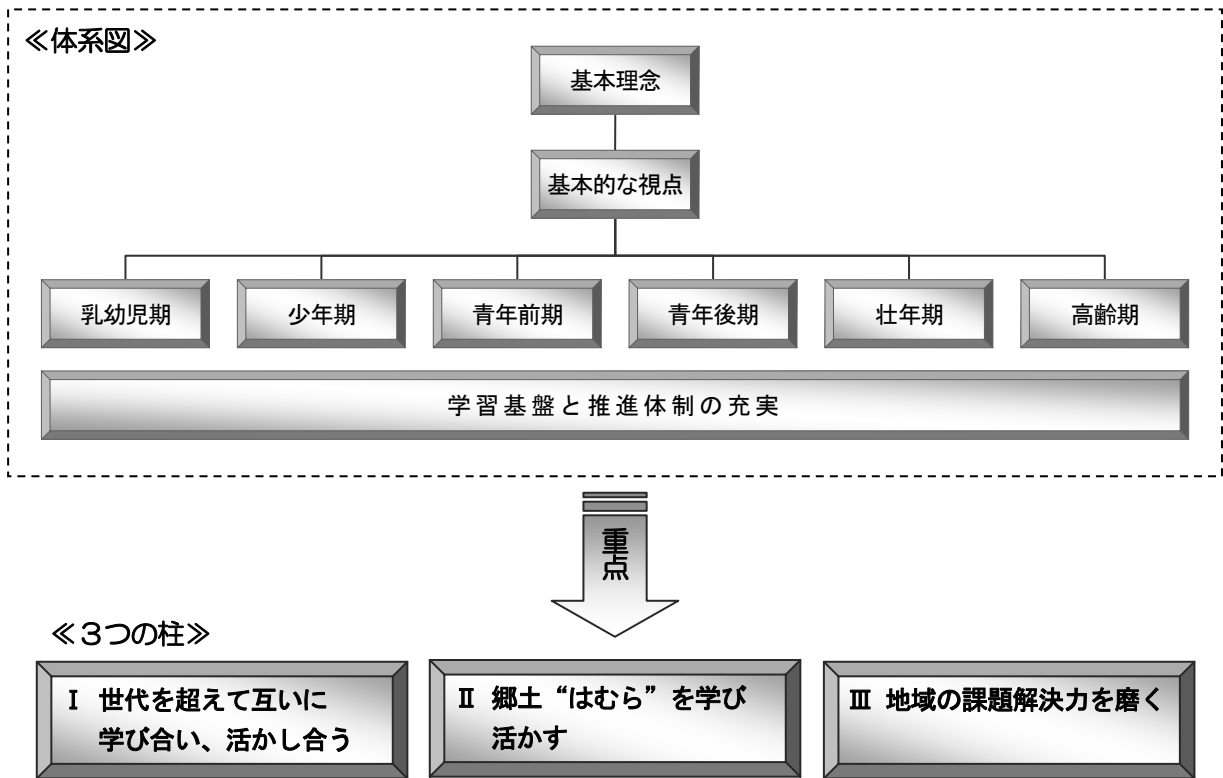 ≪体系図≫
基本理念
基本的な視点
乳幼児期
少年期
青年前期
青年後期
壮年期
高齢期
学習基盤と推進体制の充実
重点
≪３つの柱≫
Ⅰ 世代を超えて互いに
学び合い、活かし合う
Ⅱ 郷土“はむら”を学び
活かす
Ⅲ 地域の課題解決力を磨く